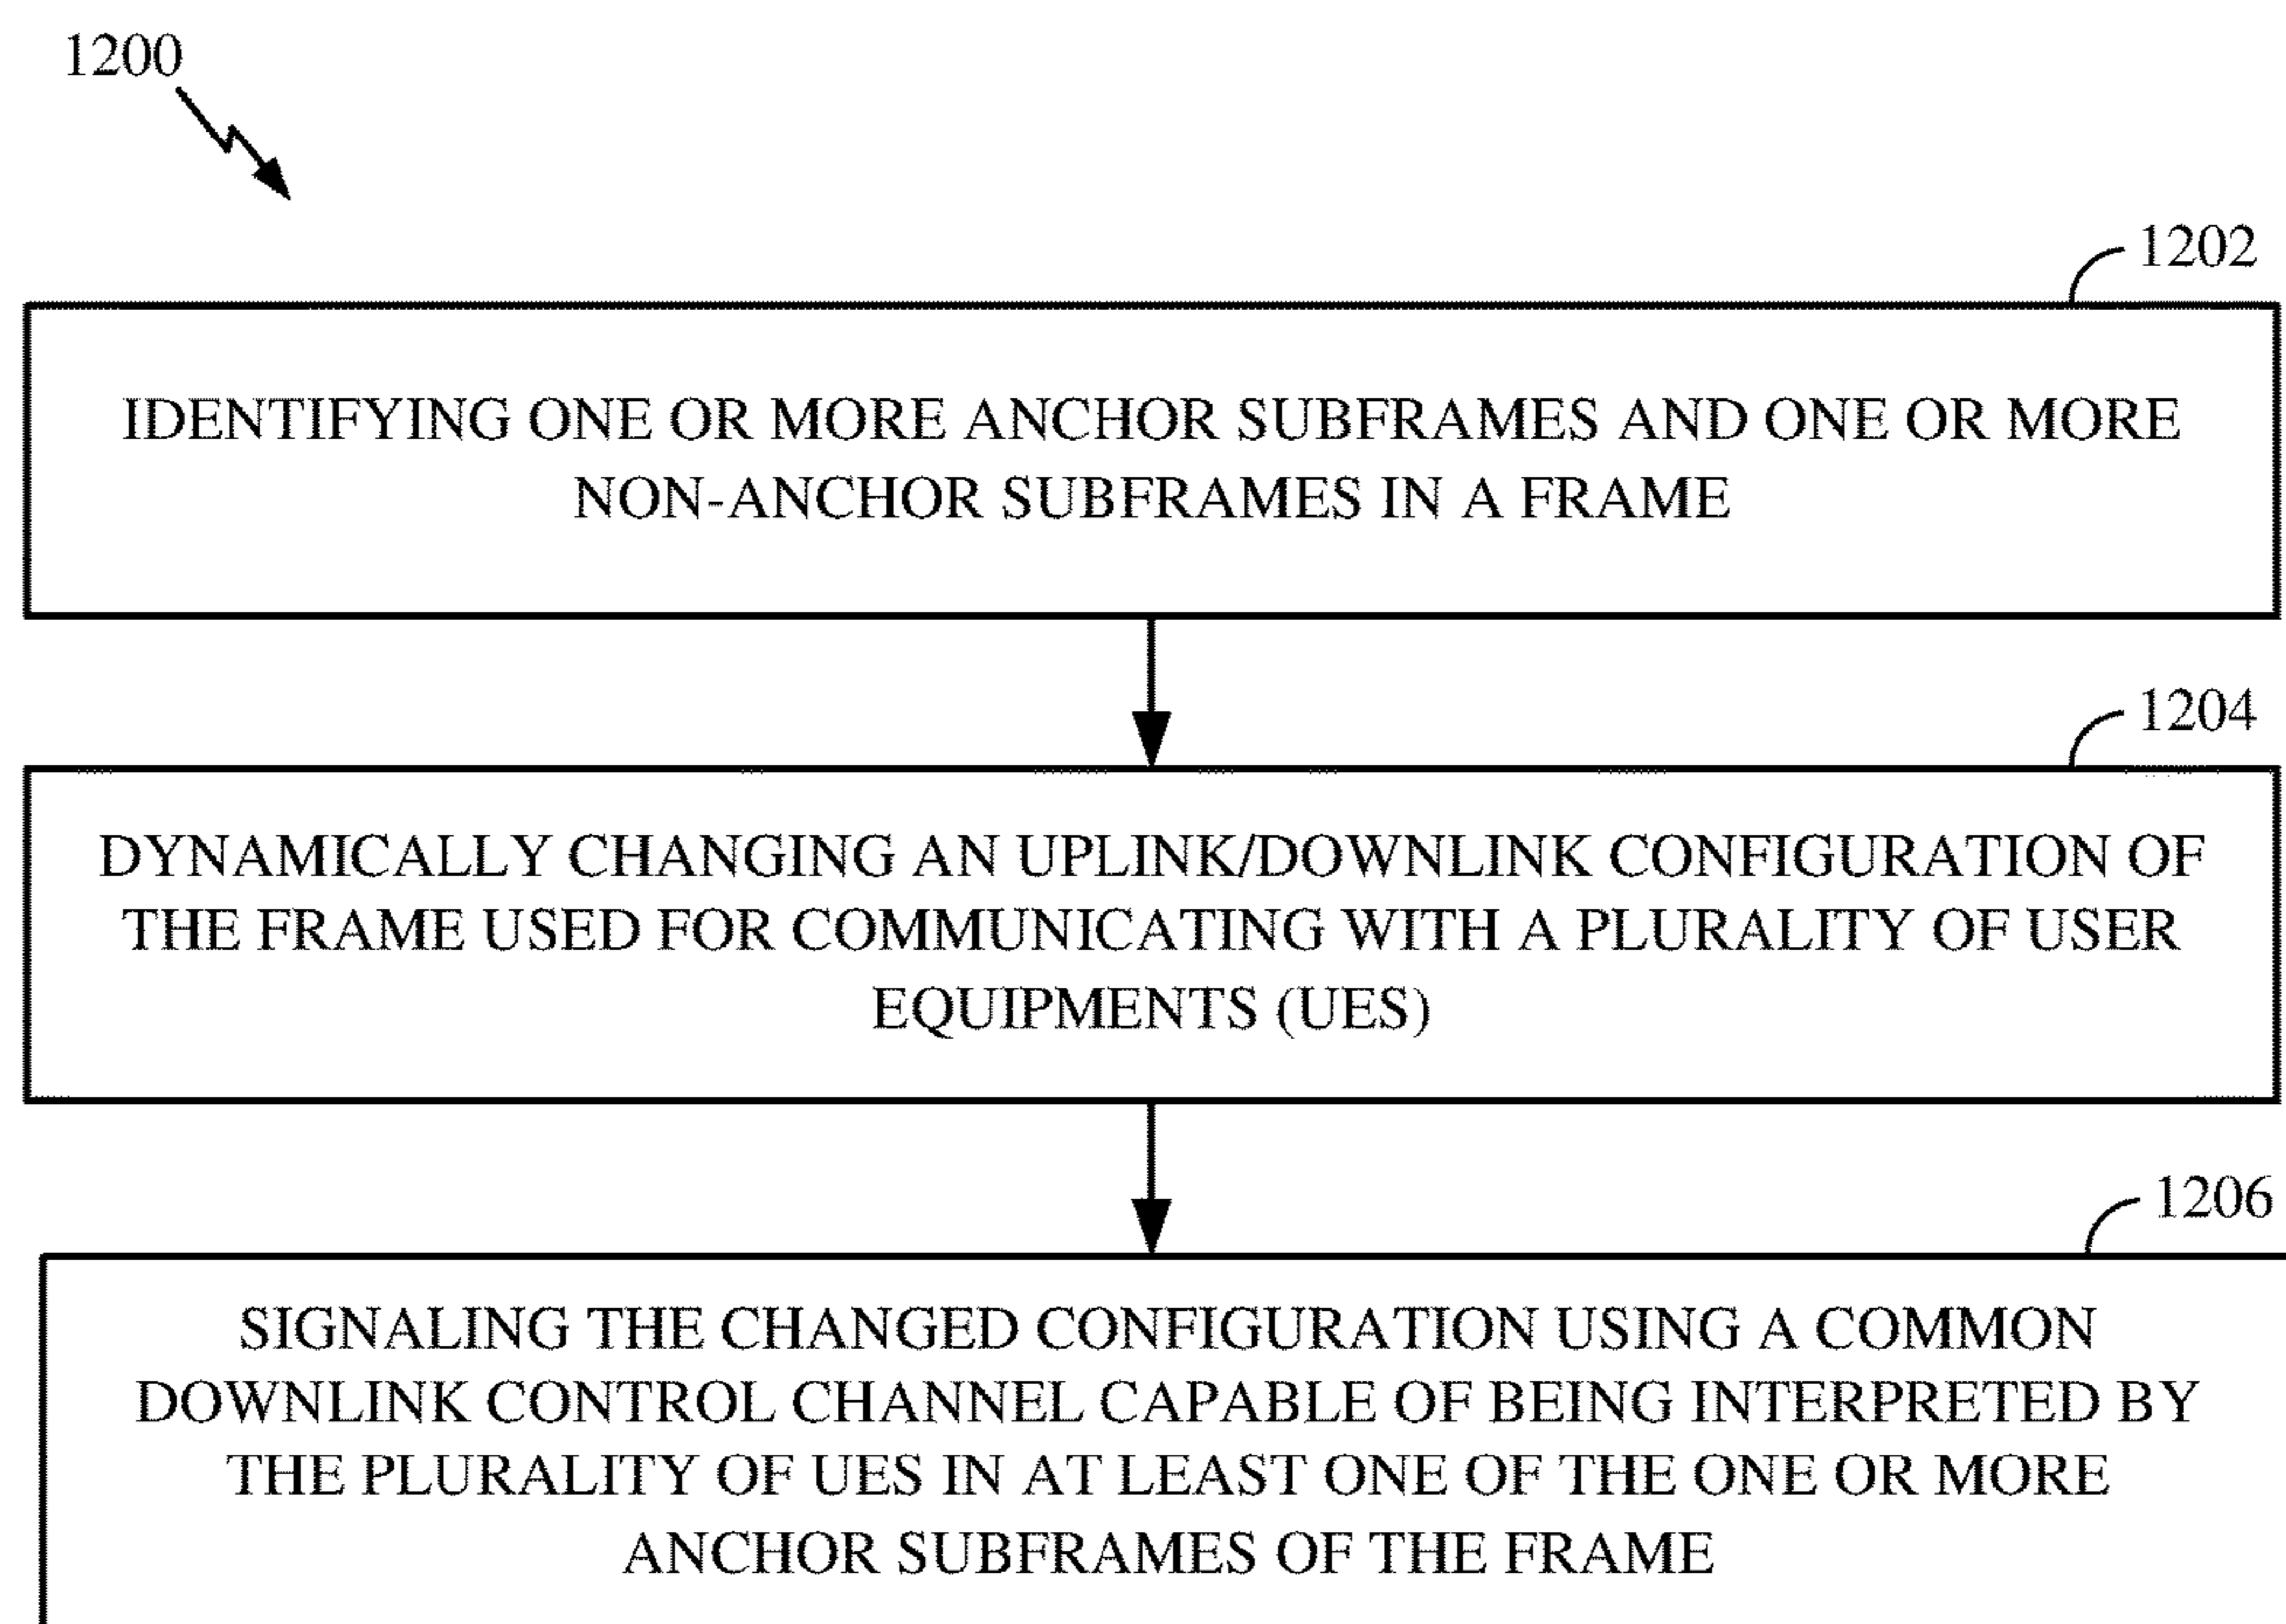 1200
1202
IDENTIFYING ONE OR MORE ANCHOR SUBFRAMES AND ONE OR MORE
NON-ANCHOR SUBFRAMES IN A FRAME
1204
DYNAMICALLY CHANGING AN UPLINK/DOWNLINK CONFIGURATION OF
THE FRAME USED FOR COMMUNICATING WITH A PLURALITY OF USER
EQUIPMENTS (UES)
1206
SIGNALING THE CHANGED CONFIGURATION USING A COMMON
DOWNLINK CONTROL CHANNEL CAPABLE OF BEING INTERPRETED BY
THE PLURALITY OF UES IN AT LEAST ONE OF THE ONE OR MORE
ANCHOR SUBFRAMES OF THE FRAME